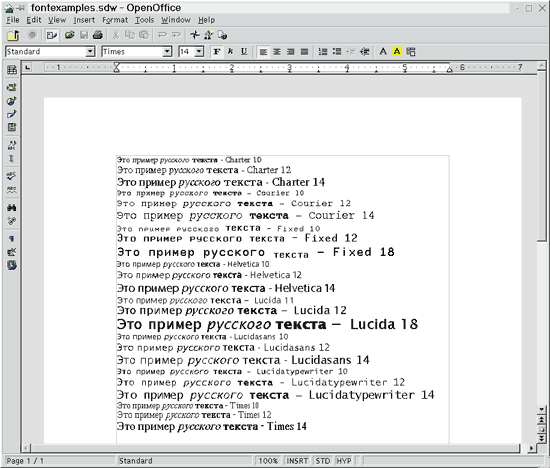 fontexamples.sdw - OpenOffice
File Edit View Insert Format Tools Window Help
Standard Times 14 F k u A A
1 1 2 3 4 5 6 7
Это пример русского текста - Charter 10
Это пример русского текста - Charter 12
Это пример русского текста - Charter 14
Это пример русского текста - Courier 10
Это пример русского текста - Courier 12
Это пример русского текста - Courier 14
Это пример русского текста - Fixed 10
Это пример русского текста - Fixed 12
Это пример русского текста - Fixed 18
Это пример русского текста - Helvetica 10
Это пример русского текста - Helvetica 12
Это пример русского текста - Helvetica 14
Это пример русского текста - Lucida 11
Это пример русского текста - Lucida 12
Это пример русского текста - Lucida 18
Это пример русского текста - Lucidasans 10
Это пример русского текста - Lucidasans 12
Это пример русского текста - Lucidasans 14
Это пример русского текста - Lucidatypewriter 10
Это пример русского текста - Lucidatypewriter 12
Это пример русского текста - Lucidatypewriter 14
Это пример русского текста - Times 10
Это пример русского текста - Times 12
Это пример русского текста - Times 14
Page 1 / 1 Standard 100% INSRT STD HYP